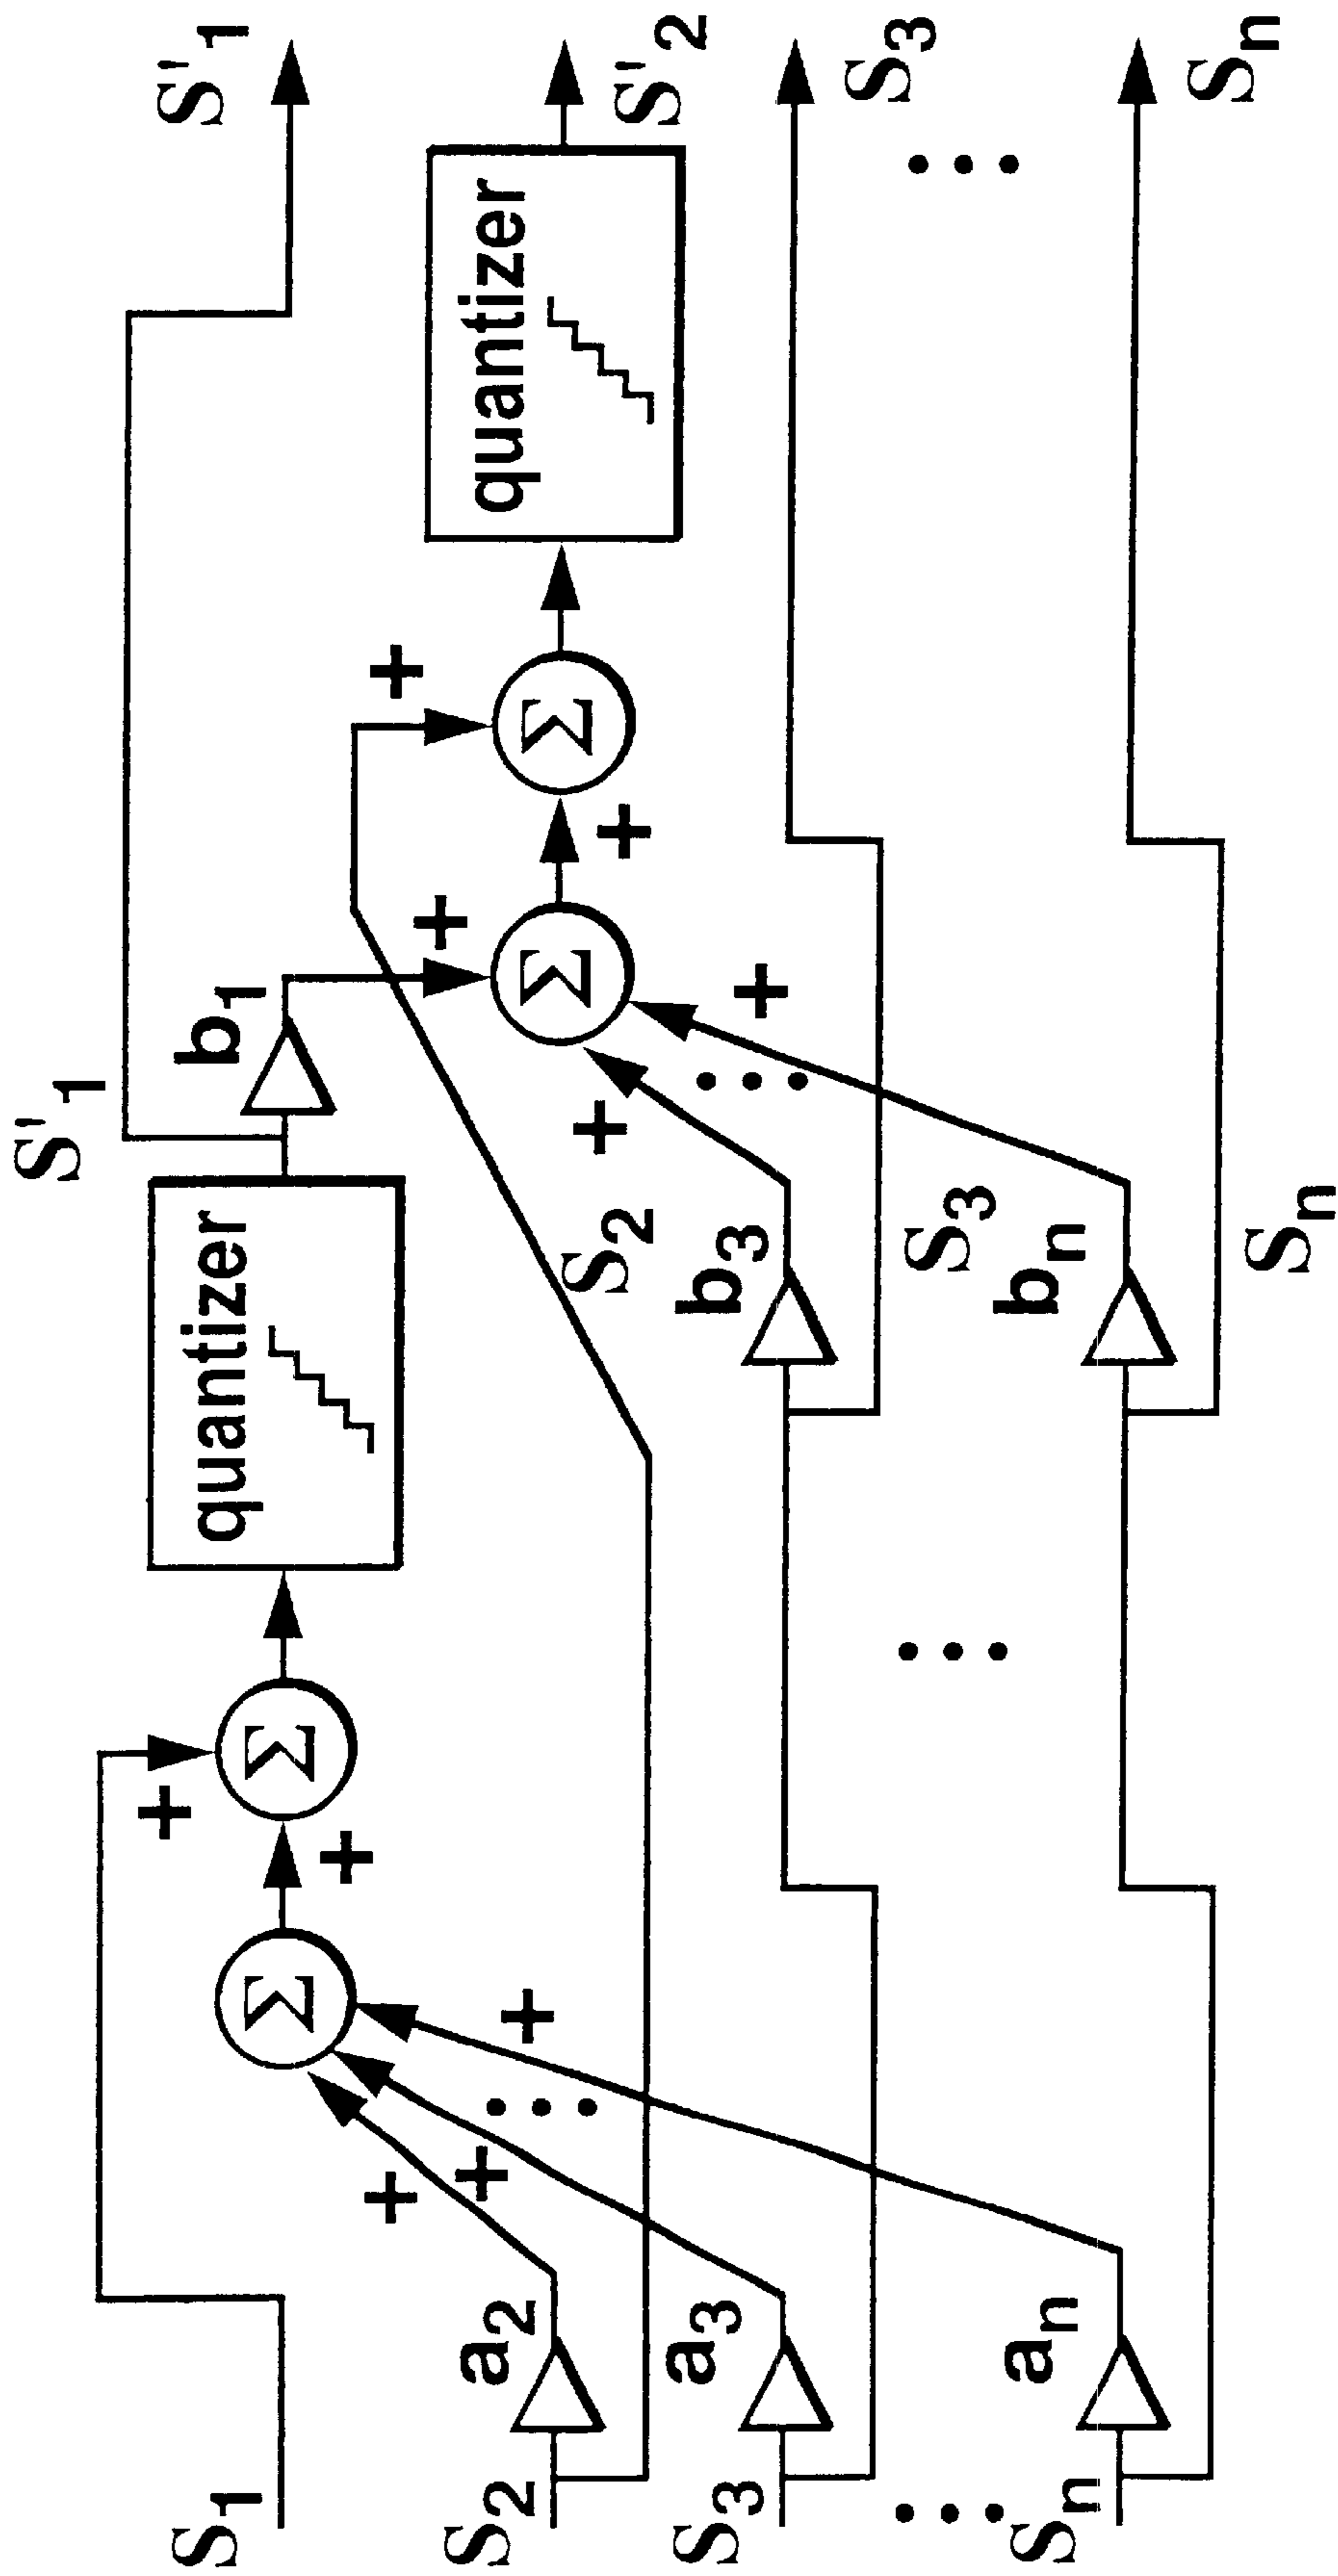 S1
S2
S3
...
Sn
a2
a3
an
+
+
...
+
Σ
+
+
Σ
quantizer
S'1
b1
S2
b3
S3
bn
Sn
+
...
+
+
Σ
+
+
Σ
quantizer
...
S'1
S'2
S3
...
Sn